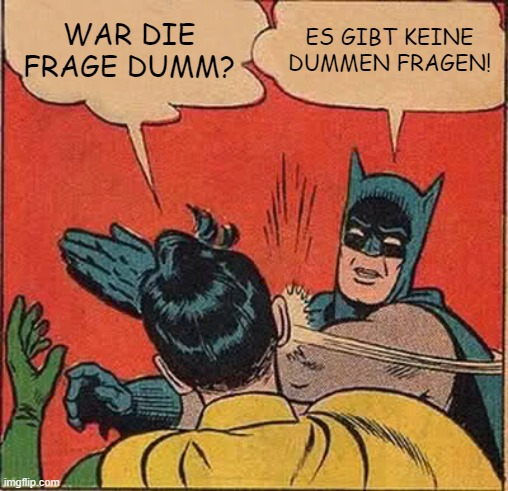 WAR DIE
FRAGE DUMM?
ES GIBT KEINE
DUMMEN FRAGEN!
imgflip.com